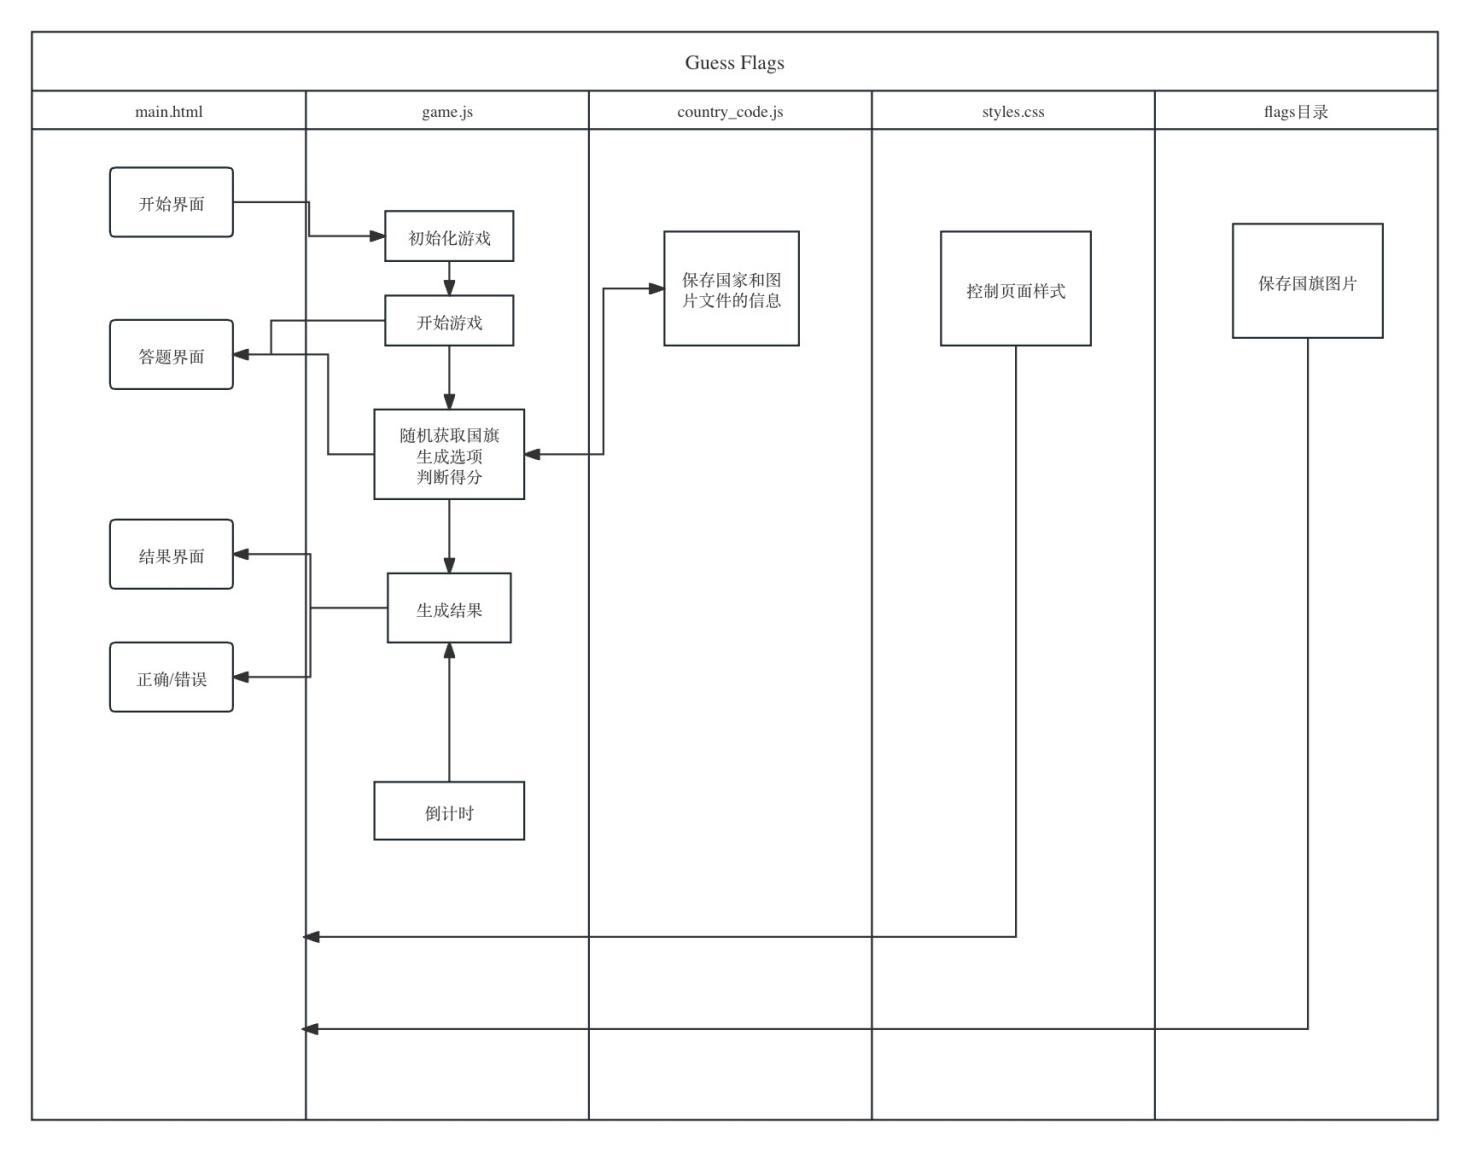 Guess Flags
main.html
game.js
country_code.js
styles.css
flags目录
开始界面
初始化游戏
保存国家和图
片文件的信息
控制页面样式
保存国旗图片
开始游戏
答题界面
随机获取国旗
生成选项
判断得分
结果界面
生成结果
正确/错误
倒计时